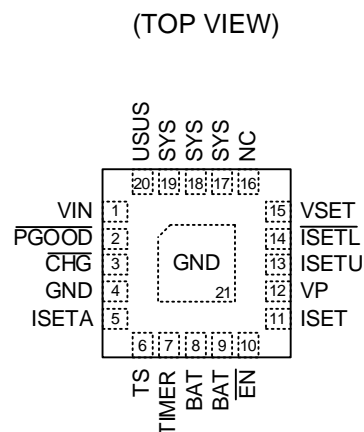 (TOP VIEW)
USUS
SYS
SYS
SYS
NC
20 19 18 17 16
VIN 1
PGOOD 2
CHG 3
GND 4
ISETA 5
15 VSET
14 ISETL
13 ISETU
12 VP
11 ISET
GND
21
6 7 8 9 10
TS
TIMER
BAT
BAT
EN